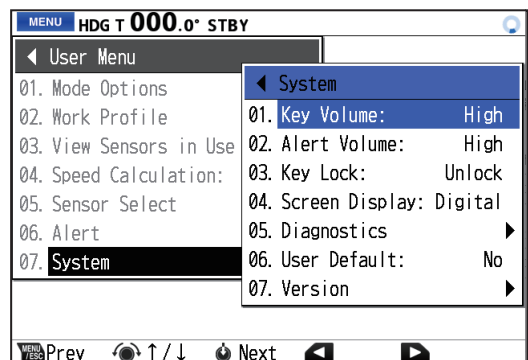 MENU HDG T 000.0° STBY
◀ User Menu
01. Mode Options
02. Work Profile
03. View Sensors in Use
04. Speed Calculation:
05. Sensor Select
06. Alert
07. System
◀ System
01. Key Volume: High
02. Alert Volume: High
03. Key Lock: Unlock
04. Screen Display: Digital
05. Diagnostics ▶
06. User Default: No
07. Version ▶
MENU/ESC Prev ↑/↓ Next ◀ ▶